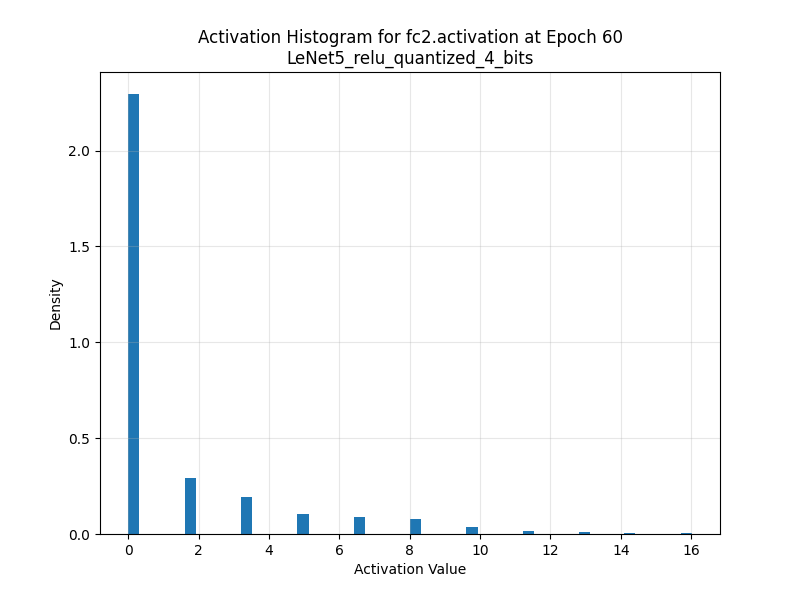 Activation Histogram for fc2.activation at Epoch 60
LeNet5_relu_quantized_4_bits
2.0
1.5
1.0
0.5
0.0
Density
0 2 4 6 8 10 12 14 16
Activation Value